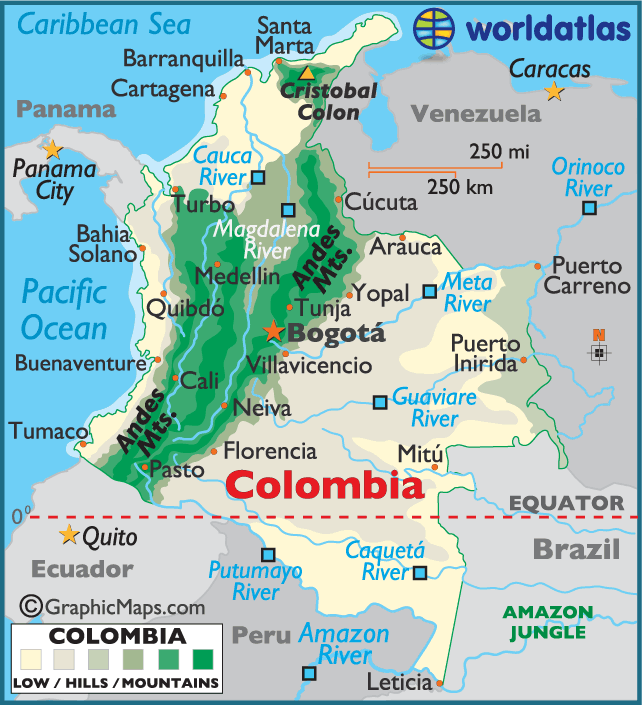 Caribbean Sea
Santa
Marta
worldatlas
Barranquilla
Cartagena
Cristobal
Colon
Caracas
Panama
Venezuela
Panama
City
Cauca
River
250 mi
250 km
Orinoco
River
Turbo
Magdalena
River
Cúcuta
Bahia
Solano
Andes
Mts.
Arauca
Medellin
Puerto
Carreno
Pacific
Ocean
Quibdó
Tunja
Yopal
Meta
River
N
Bogotá
Buenaventure
Villavicencio
Puerto
Inirida
Cali
Andes
Mts.
Neiva
Guaviare
River
Tumaco
Florencia
Mitú
Pasto
Colombia
EQUATOR
0°
Quito
Brazil
Ecuador
Putumayo
River
Caquetá
River
©GraphicMaps.com
AMAZON
JUNGLE
COLOMBIA
LOW / HILLS / MOUNTAINS
Peru
Amazon
River
Leticia